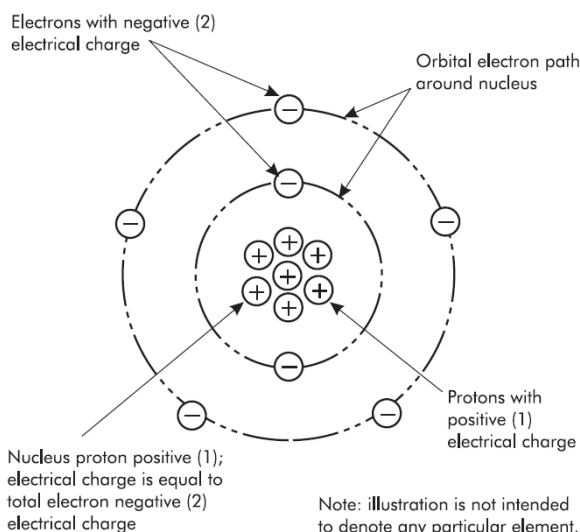 Electrons with negative (2)
electrical charge
Orbital electron path
around nucleus
Protons with
positive (1)
electrical charge
Nucleus proton positive (1);
electrical charge is equal to
total electron negative (2)
electrical charge
Note: illustration is not intended
to denote any particular element.